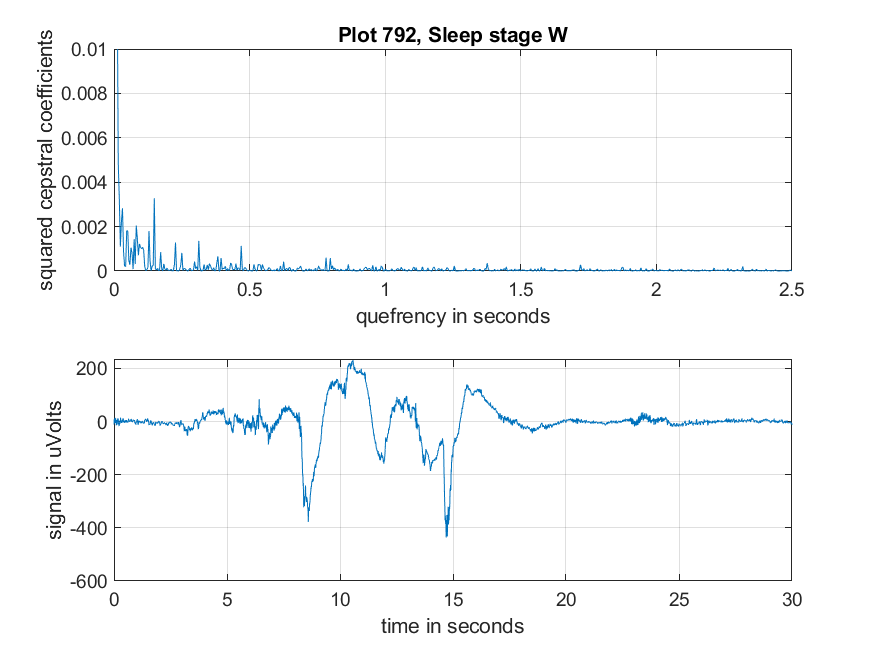 Plot 792, Sleep stage W
squared cepstral coefficients
0.01
0.008
0.006
0.004
0.002
0
0 0.5 1 1.5 2 2.5
quefrency in seconds
signal in uVolts
200
0
-200
-400
-600
0 5 10 15 20 25 30
time in seconds